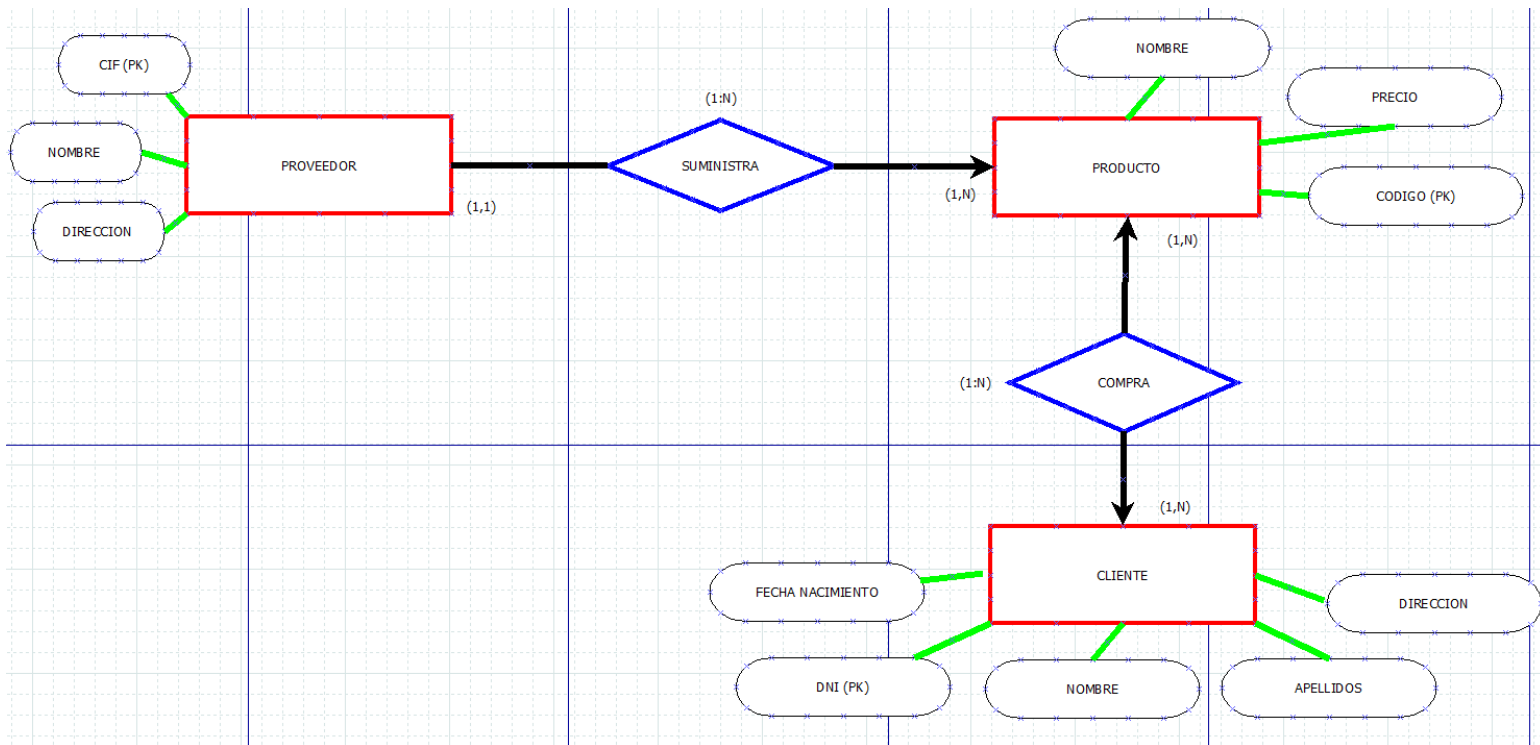 NOMBRE
CIF (PK)
PRECIO
(1:N)
NOMBRE
PROVEEDOR
SUMINISTRA
PRODUCTO
(1,1)
(1,N)
CODIGO (PK)
DIRECCION
(1,N)
(1:N)
COMPRA
(1,N)
CLIENTE
FECHA NACIMIENTO
DIRECCION
DNI (PK)
NOMBRE
APELLIDOS